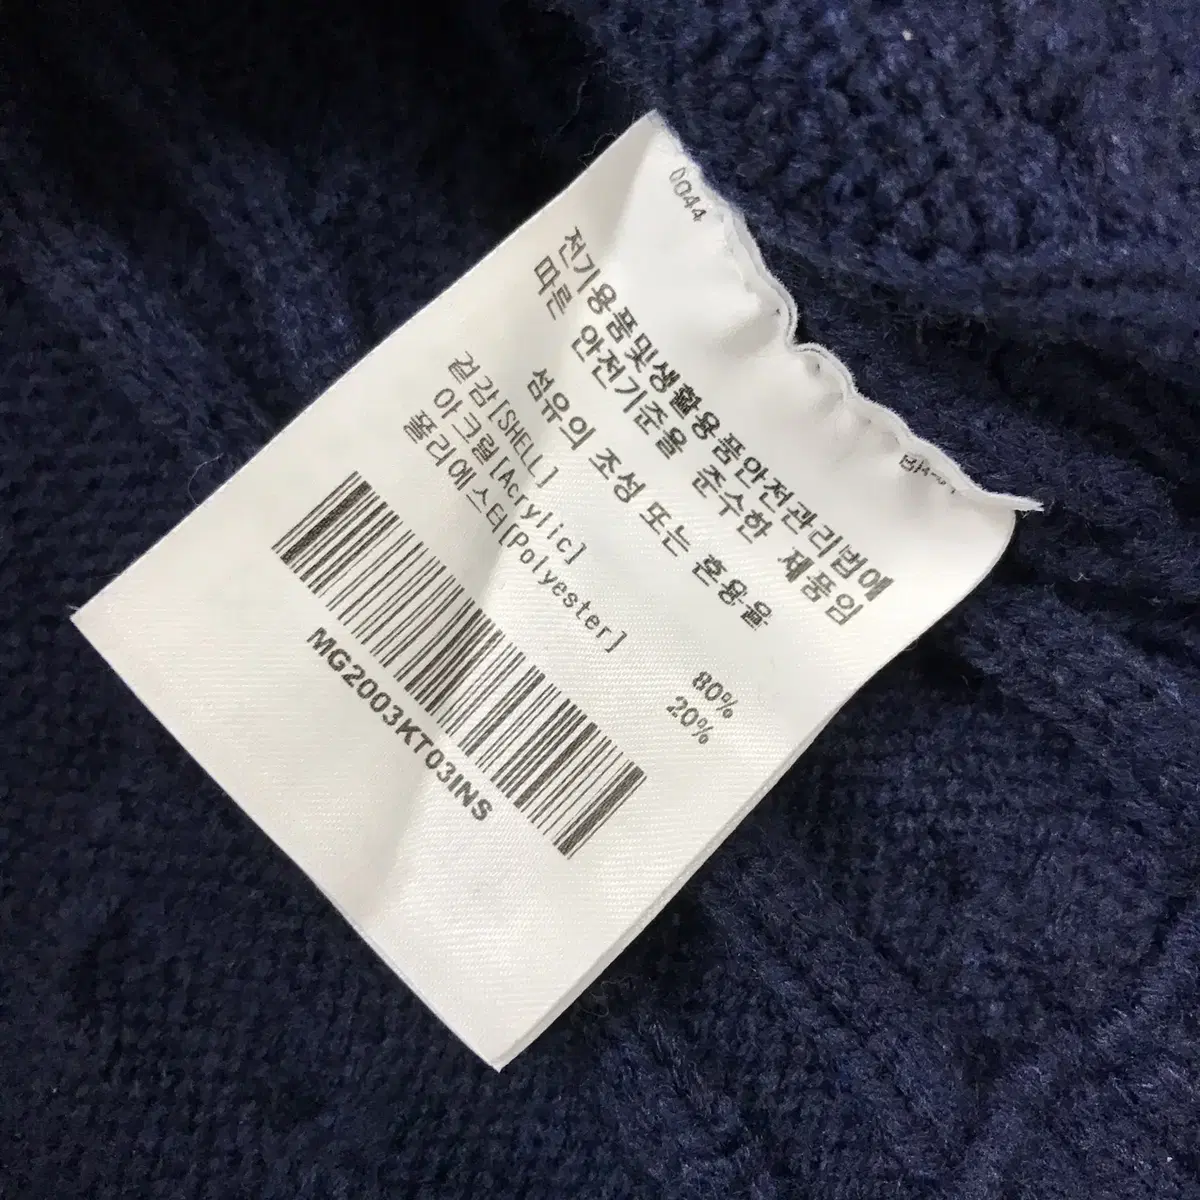 0044
전기용품및생활용품안전관리법에
따른 안전기준을 준수한 제품임
섬유의 조성 또는 혼용율
겉감[SHELL]
아크릴[Acrylic] 80%
폴리에스터[Polyester] 20%
MG2003KT03INS